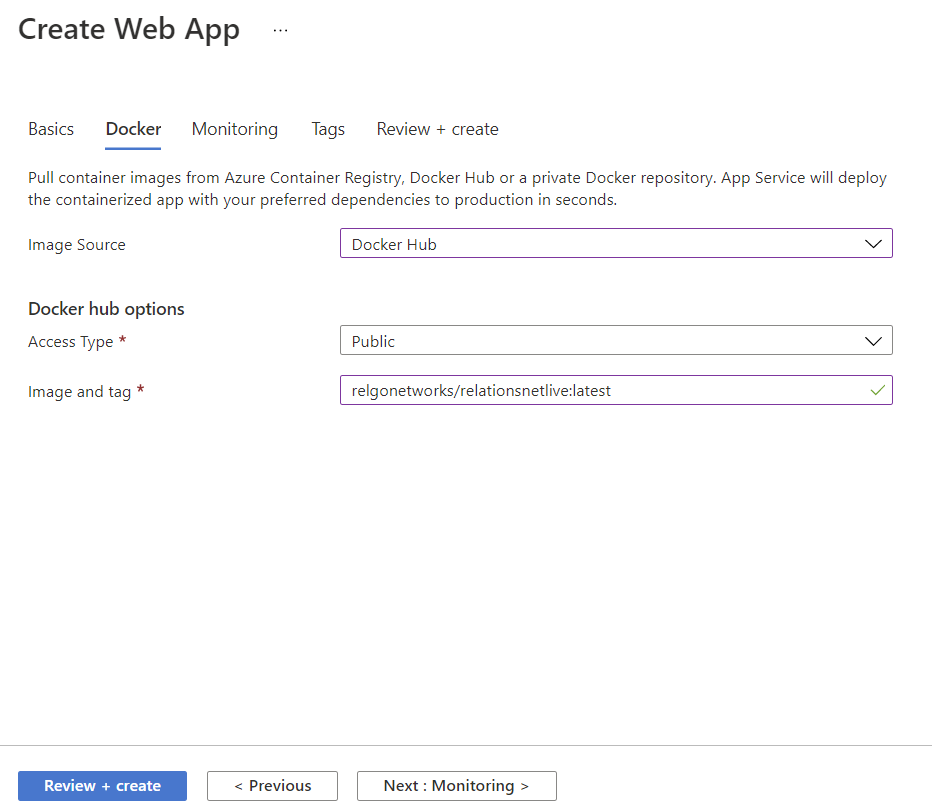 Create Web App ...
Basics Docker Monitoring Tags Review + create
Pull container images from Azure Container Registry, Docker Hub or a private Docker repository. App Service will deploy
the containerized app with your preferred dependencies to production in seconds.
Image Source Docker Hub
Docker hub options
Access Type * Public
Image and tag * relgonetworks/relationsnetlive:latest
Review + create < Previous Next : Monitoring >